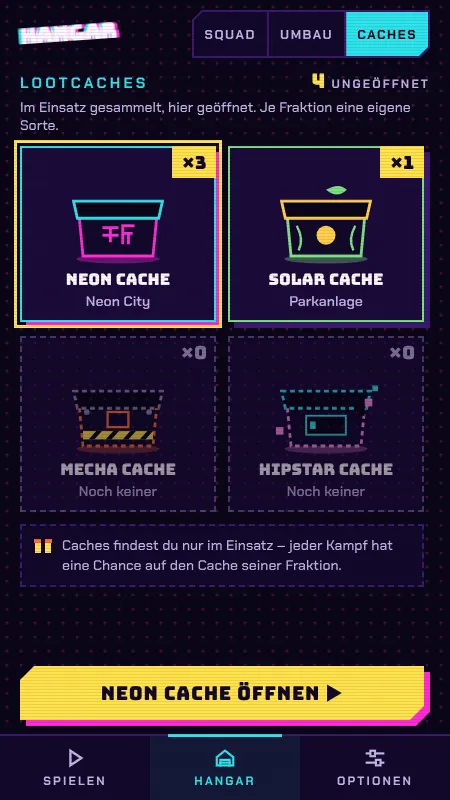 HANGAR
SQUAD
UMBAU
CACHES
LOOTCACHES
4 UNGEÖFFNET
Im Einsatz gesammelt, hier geöffnet. Je Fraktion eine eigene
Sorte.
×3
NEON CACHE
Neon City
×1
SOLAR CACHE
Parkanlage
×0
MECHA CACHE
Noch keiner
×0
HIPSTAR CACHE
Noch keiner
Caches findest du nur im Einsatz – jeder Kampf hat
eine Chance auf den Cache seiner Fraktion.
NEON CACHE ÖFFNEN ▶
SPIELEN
HANGAR
OPTIONEN